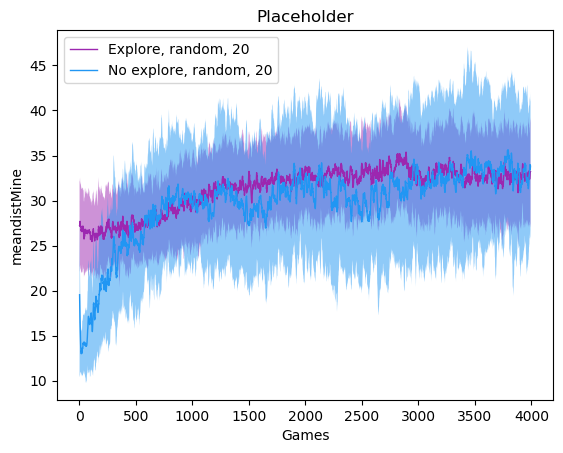 Placeholder
Explore, random, 20
No explore, random, 20
meandistMine
45
40
35
30
25
20
15
10
0 500 1000 1500 2000 2500 3000 3500 4000
Games